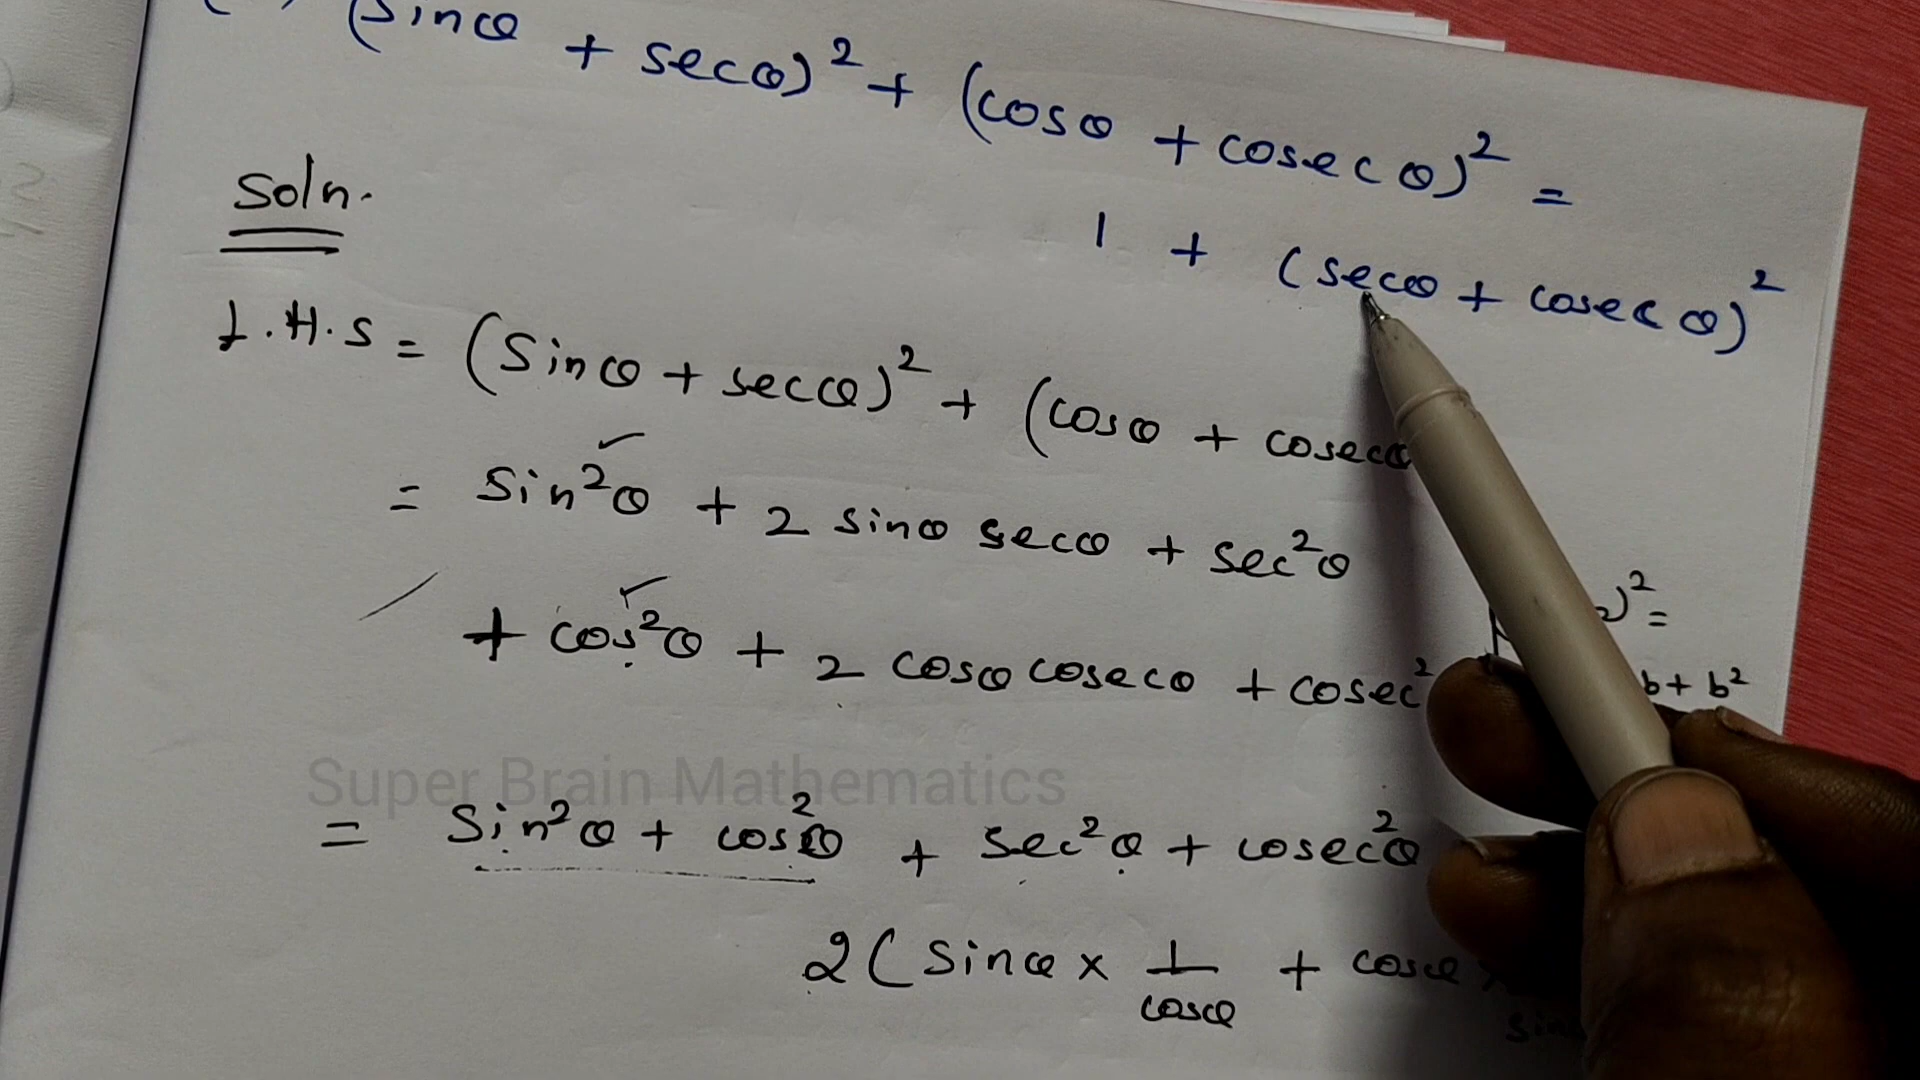 (sinθ + secθ)² + (cosθ + cosecθ)² =
1 + (secθ + cosecθ)²
Soln.
L.H.S = (Sinθ + secθ)² + (cosθ + cosecθ
= Sin²θ + 2 sinθ secθ + sec²θ
)² =
+ cos²θ + 2 cosθ cosecθ + cosec²
b + b²
Super Brain Mathematics
= Sin²θ + cos²θ + sec²θ + cosec²θ
2 ( Sinθ × 1/cosθ + cosθ ×